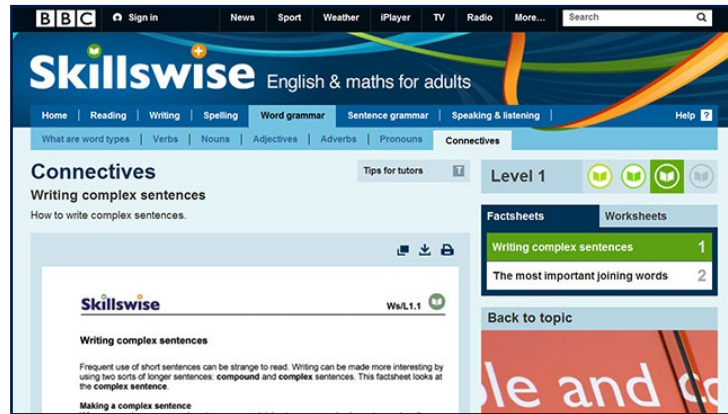 BBC Sign in News Sport Weather iPlayer TV Radio More... Search
Skillswise English & maths for adults
Home Reading Writing Spelling Word grammar Sentence grammar Speaking & listening Help ?
What are word types Verbs Nouns Adjectives Adverbs Pronouns Connectives
Connectives
Tips for tutors T
Writing complex sentences
How to write complex sentences.
Skillswise Ws/L1.1
Writing complex sentences
Frequent use of short sentences can be strange to read. Writing can be made more interesting by
using two sorts of longer sentences: compound and complex sentences. This factsheet looks at
the complex sentence.
Making a complex sentence
Level 1
Factsheets Worksheets
Writing complex sentences 1
The most important joining words 2
Back to topic
le and co